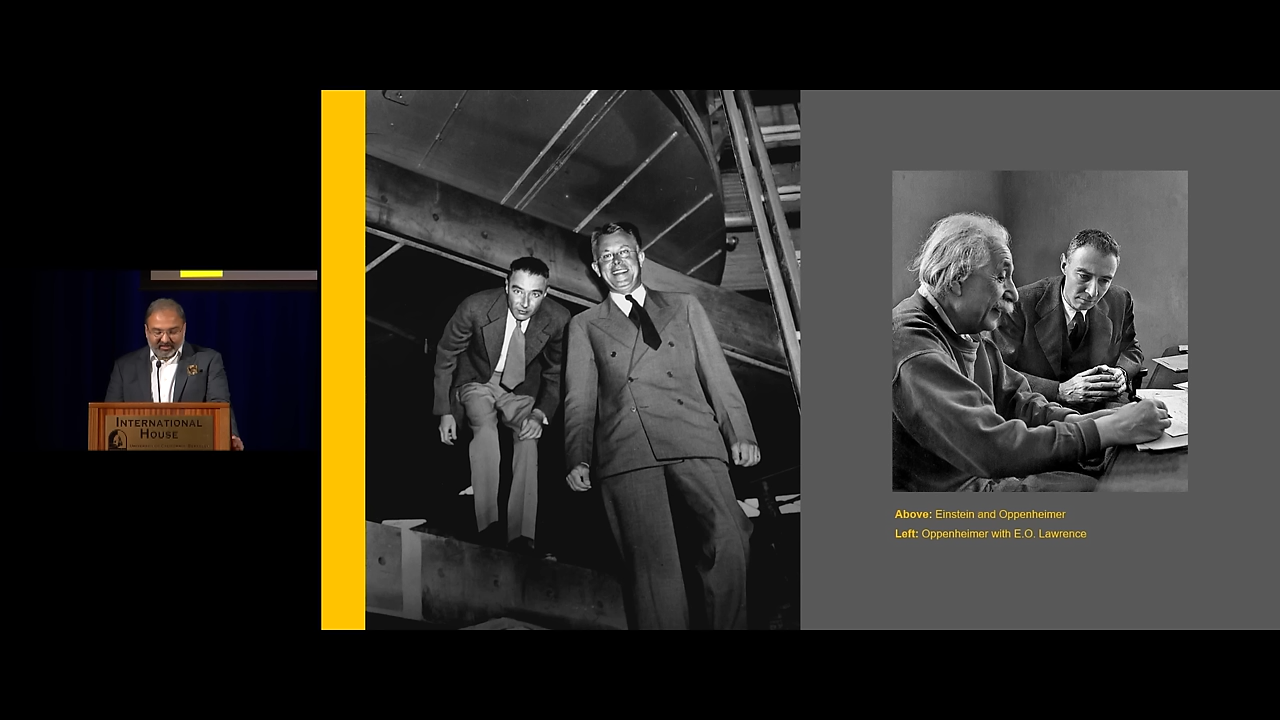 INTERNATIONAL
HOUSE
Above: Einstein and Oppenheimer
Left: Oppenheimer with E.O. Lawrence